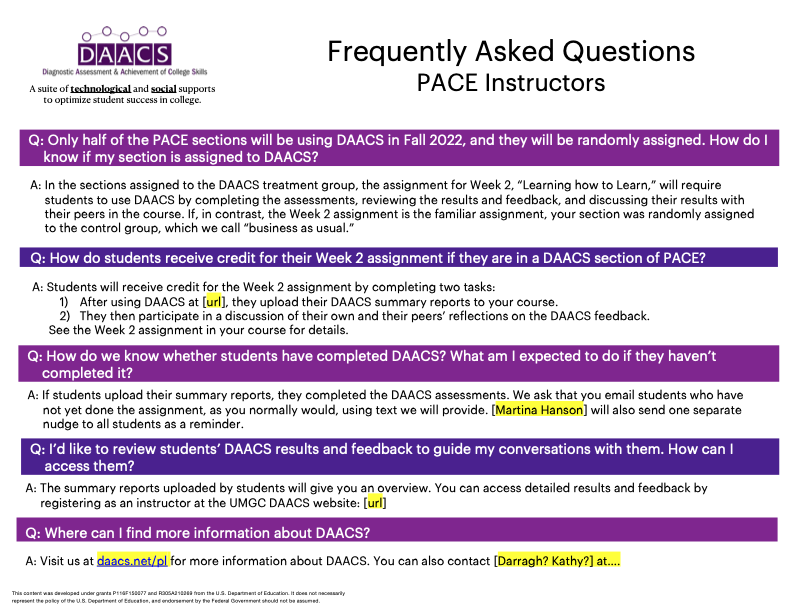 DAACS
Diagnostic Assessment & Achievement of College Skills
A suite of technological and social supports
to optimize student success in college.
Frequently Asked Questions
PACE Instructors
Q: Only half of the PACE sections will be using DAACS in Fall 2022, and they will be randomly assigned. How do I
know if my section is assigned to DAACS?
A: In the sections assigned to the DAACS treatment group, the assignment for Week 2, “Learning how to Learn,” will require
students to use DAACS by completing the assessments, reviewing the results and feedback, and discussing their results with
their peers in the course. If, in contrast, the Week 2 assignment is the familiar assignment, your section was randomly assigned
to the control group, which we call “business as usual.”
Q: How do students receive credit for their Week 2 assignment if they are in a DAACS section of PACE?
A: Students will receive credit for the Week 2 assignment by completing two tasks:
1) After using DAACS at [url], they upload their DAACS summary reports to your course.
2) They then participate in a discussion of their own and their peers’ reflections on the DAACS feedback.
See the Week 2 assignment in your course for details.
Q: How do we know whether students have completed DAACS? What am I expected to do if they haven’t
completed it?
A: If students upload their summary reports, they completed the DAACS assessments. We ask that you email students who have
not yet done the assignment, as you normally would, using text we will provide. [Martina Hanson] will also send one separate
nudge to all students as a reminder.
Q: I’d like to review students’ DAACS results and feedback to guide my conversations with them. How can I
access them?
A: The summary reports uploaded by students will give you an overview. You can access detailed results and feedback by
registering as an instructor at the UMGC DAACS website: [url]
Q: Where can I find more information about DAACS?
A: Visit us at daacs.net/pl for more information about DAACS. You can also contact [Darragh? Kathy?] at....
This content was developed under grants P116F150077 and R305A210269 from the U.S. Department of Education. It does not necessarily
represent the policy of the U.S. Department of Education, and endorsement by the Federal Government should not be assumed.